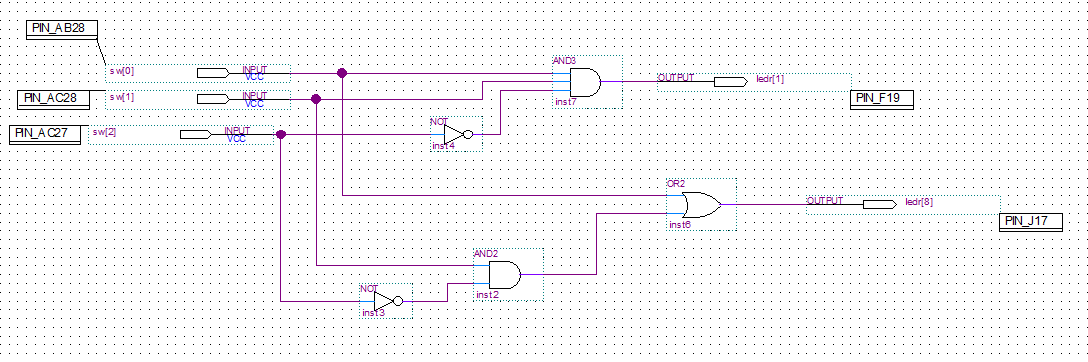 PIN_AB28
sw[0]
INPUT
VCC
PIN_AC28
sw[1]
INPUT
VCC
PIN_AC27
sw[2]
INPUT
VCC
NOT
inst4
AND3
inst7
OUTPUT
ledr[1]
PIN_F19
OR2
inst6
OUTPUT
ledr[8]
PIN_J17
AND2
inst2
NOT
inst3